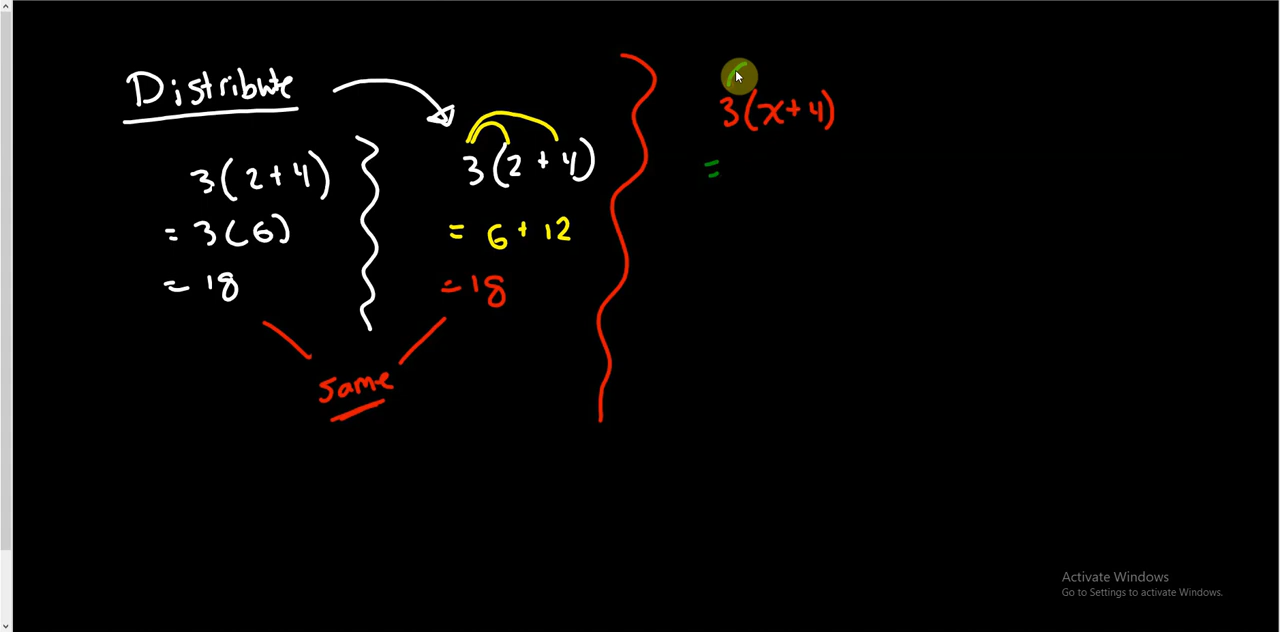 Distribute
3(2+4)
= 3(6)
= 18
3(2 + 4)
= 6 + 12
= 18
Same
3(x+4)
=
Activate Windows
Go to Settings to activate Windows.